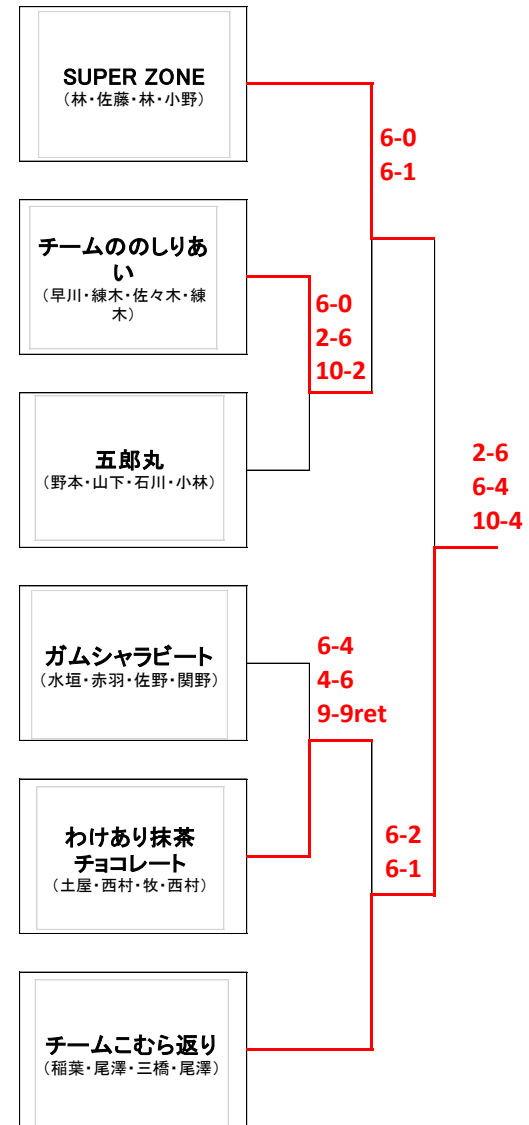 SUPER ZONE
（林・佐藤・林・小野）
6-0
6-1
チームののしりあ
い
（早川・練木・佐々木・練
木）
6-0
2-6
10-2
五郎丸
（野本・山下・石川・小林）
2-6
6-4
10-4
ガムシャラビート
（水垣・赤羽・佐野・関野）
6-4
4-6
9-9ret
わけあり抹茶
チョコレート
（土屋・西村・牧・西村）
6-2
6-1
チームこむら返り
（稲葉・尾澤・三橋・尾澤）